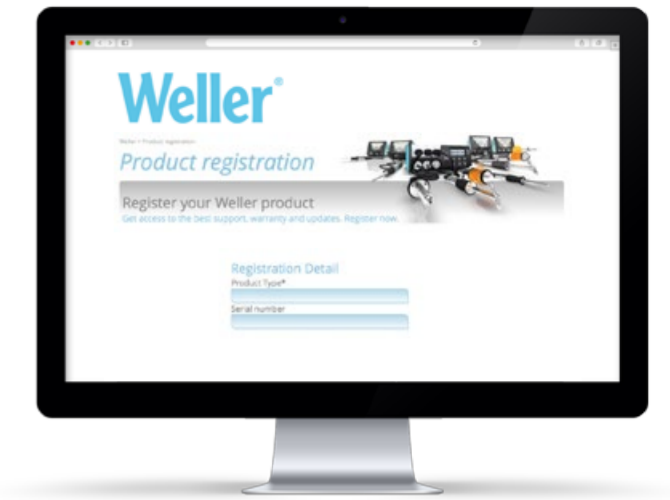 Weller®
Weller > Product registration
Product registration
Register your Weller product
Get access to the best support, warranty and updates. Register now.
Registration Detail
Product Type*
Serial number